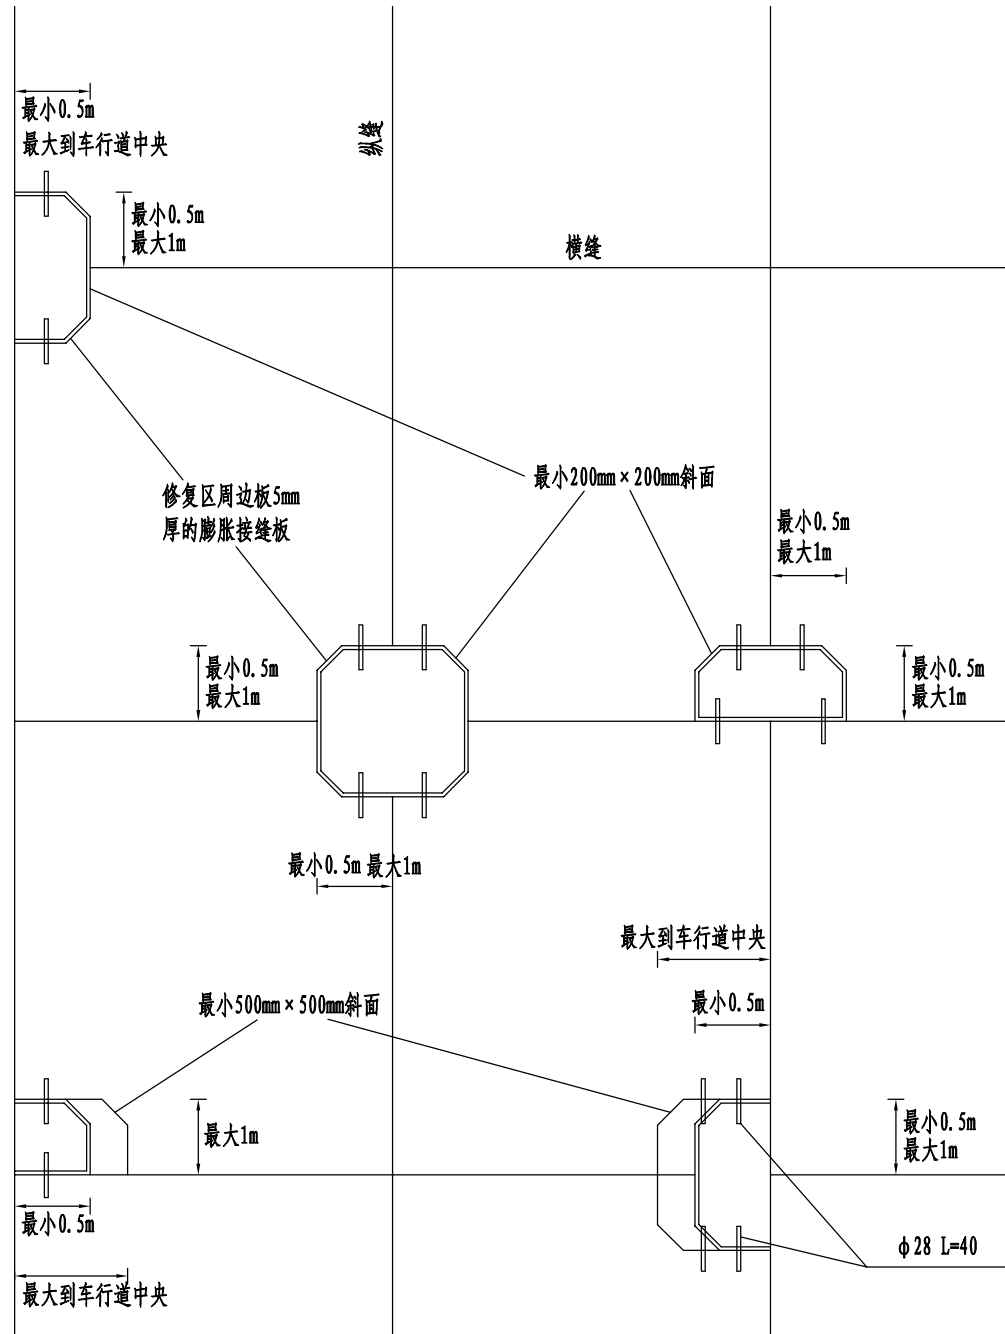 最小0.5m
最大到车行道中央
纵缝
最小0.5m
最大1m
横缝
最小200mm×200mm斜面
修复区周边板5mm
厚的膨胀接缝板
最小0.5m
最大1m
最小0.5m
最大1m
最小0.5m
最大1m
最小0.5m 最大1m
最大到车行道中央
最小500mm×500mm斜面
最小0.5m
最大1m
最小0.5m
最大1m
最小0.5m
φ28 L=40
最大到车行道中央